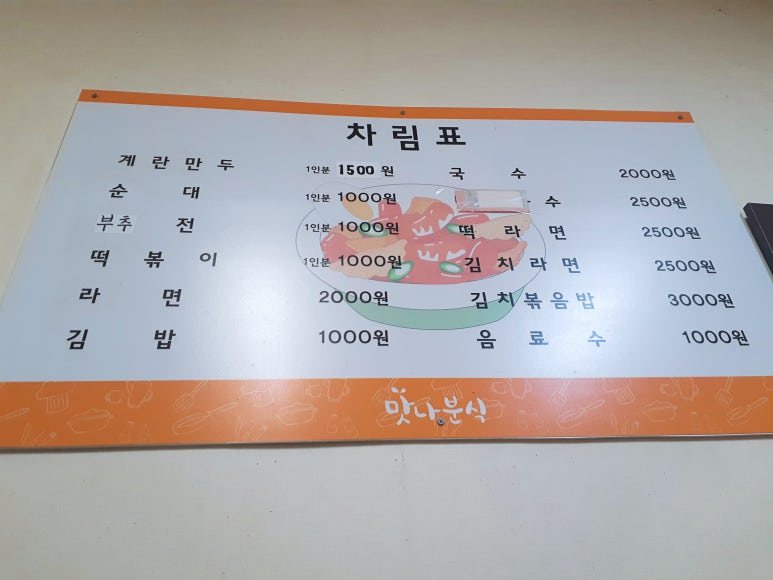 차림표
계란만두 1인분 1500원 국수 2000원
순대 1인분 1000원 수 2500원
부추전 1인분 1000원 떡라면 2500원
떡볶이 1인분 1000원 김치라면 2500원
라면 2000원 김치볶음밥 3000원
김밥 1000원 음료수 1000원
맛나분식